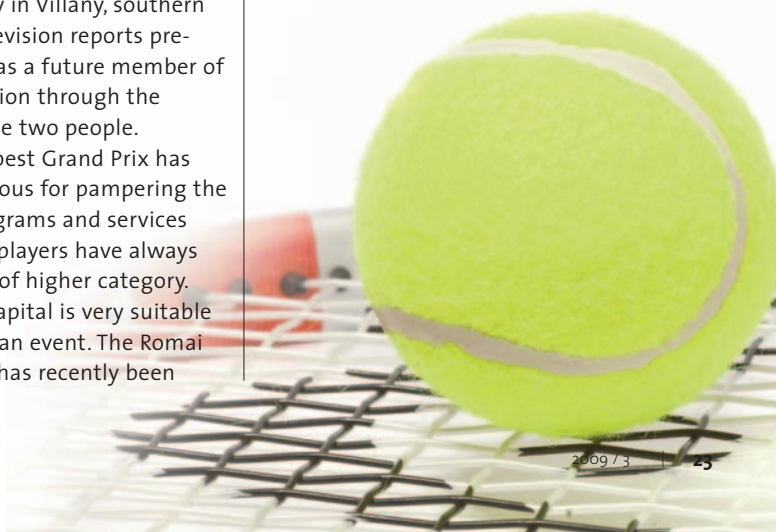 y in Villány, southern
evision reports pre-
as a future member of
ion through the
e two people.
best Grand Prix has
ous for pampering the
grams and services
players have always
of higher category.
apital is very suitable
an event. The Romai
has recently been
2009 / 3 | 23